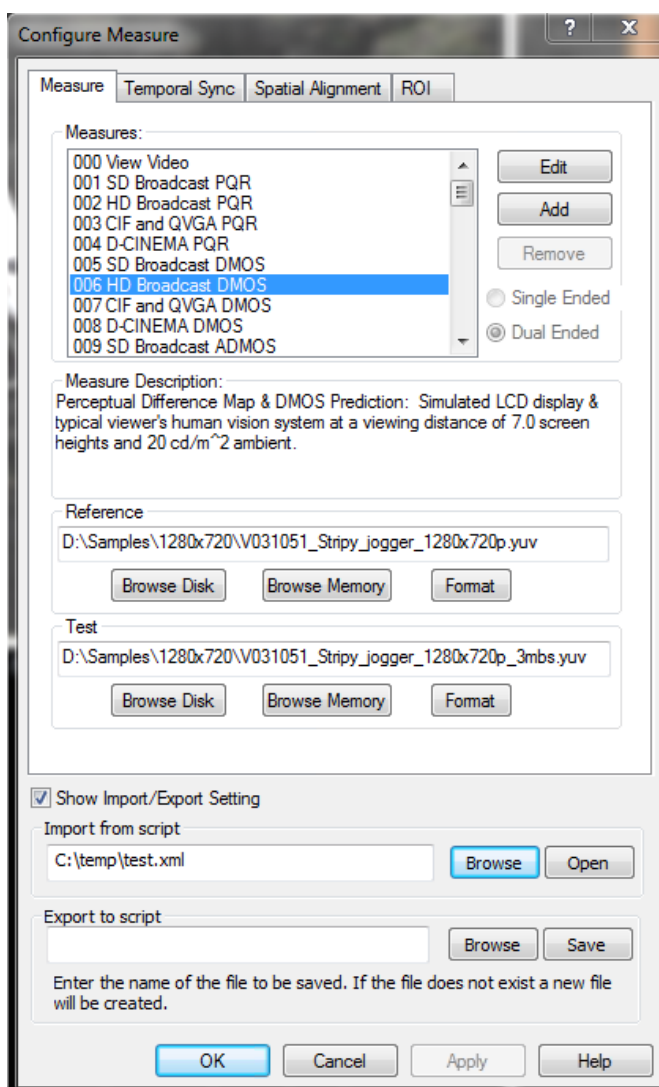 Configure Measure
? X
Measure Temporal Sync Spatial Alignment ROI
Measures:
000 View Video
001 SD Broadcast PQR
002 HD Broadcast PQR
003 CIF and QVGA PQR
004 D-CINEMA PQR
005 SD Broadcast DMOS
006 HD Broadcast DMOS
007 CIF and QVGA DMOS
008 D-CINEMA DMOS
009 SD Broadcast ADMOS
Edit
Add
Remove
Single Ended
Dual Ended
Measure Description:
Perceptual Difference Map & DMOS Prediction: Simulated LCD display &
typical viewer's human vision system at a viewing distance of 7.0 screen
heights and 20 cd/m^2 ambient.
Reference
D:\Samples\1280x720\V031051_Stripy_jogger_1280x720p.yuv
Browse Disk Browse Memory Format
Test
D:\Samples\1280x720\V031051_Stripy_jogger_1280x720p_3mbs.yuv
Browse Disk Browse Memory Format
Show Import/Export Setting
Import from script
C:\temp\test.xml
Browse Open
Export to script
Browse Save
Enter the name of the file to be saved. If the file does not exist a new file
will be created.
OK Cancel Apply Help